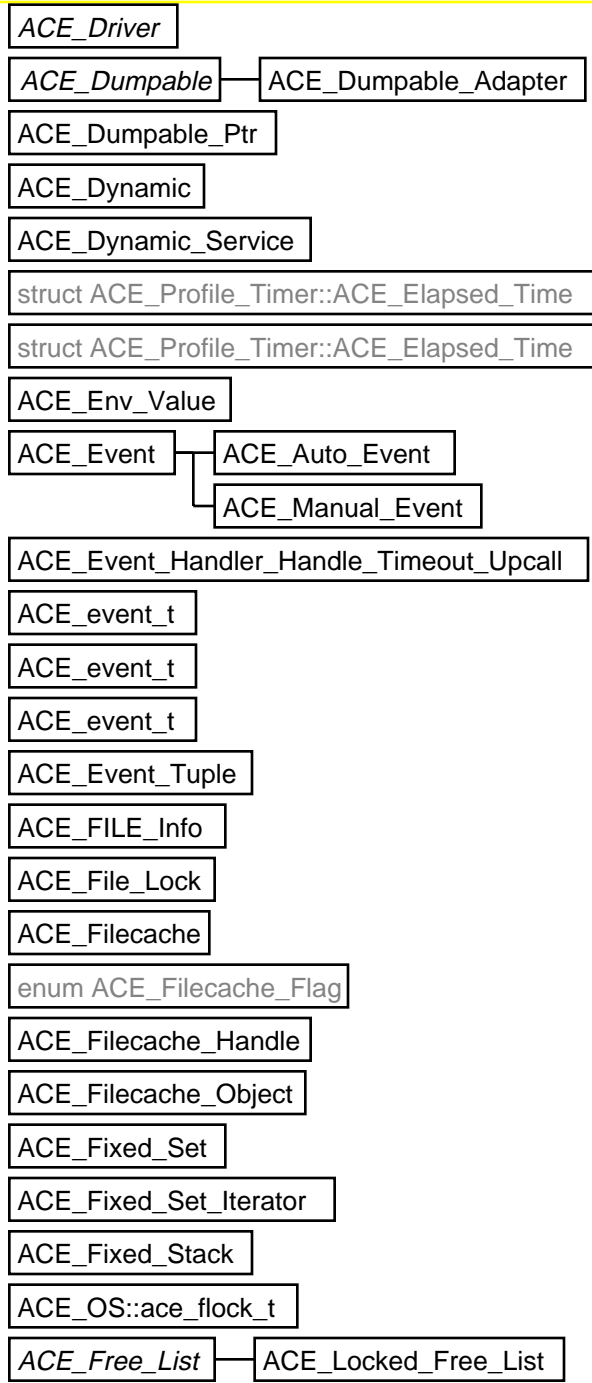 ACE_Driver
ACE_Dumpable ACE_Dumpable_Adapter
ACE_Dumpable_Ptr
ACE_Dynamic
ACE_Dynamic_Service
struct ACE_Profile_Timer::ACE_Elapsed_Time
struct ACE_Profile_Timer::ACE_Elapsed_Time
ACE_Env_Value
ACE_Event ACE_Auto_Event
ACE_Manual_Event
ACE_Event_Handler_Handle_Timeout_Upcall
ACE_event_t
ACE_event_t
ACE_event_t
ACE_Event_Tuple
ACE_FILE_Info
ACE_File_Lock
ACE_Filecache
enum ACE_Filecache_Flag
ACE_Filecache_Handle
ACE_Filecache_Object
ACE_Fixed_Set
ACE_Fixed_Set_Iterator
ACE_Fixed_Stack
ACE_OS::ace_flock_t
ACE_Free_List ACE_Locked_Free_List